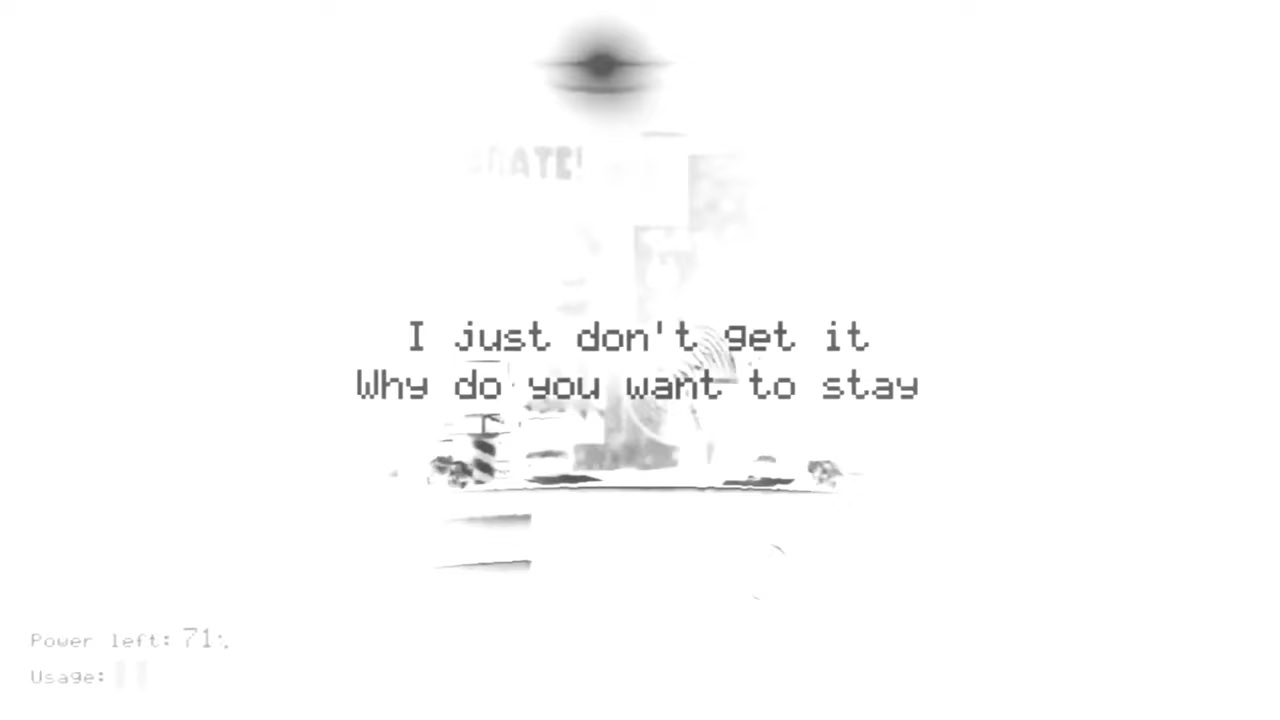 I just don't get it
Why do you want to stay
Power left: 71%
Usage: